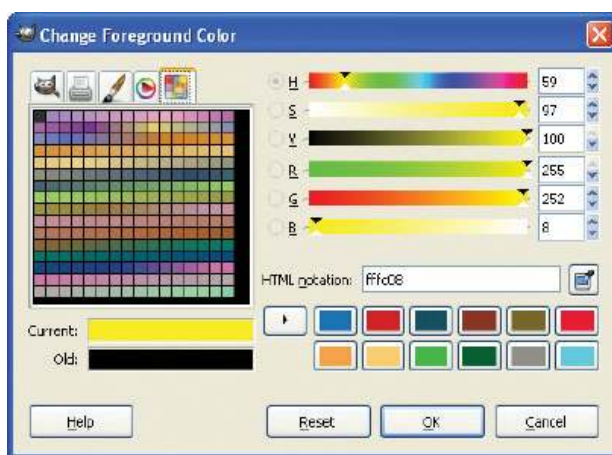 Change Foreground Color
H 59
S 97
V 100
R 255
G 252
B 8
HTML notation: fffc08
Current:
Old:
Help Reset OK Cancel